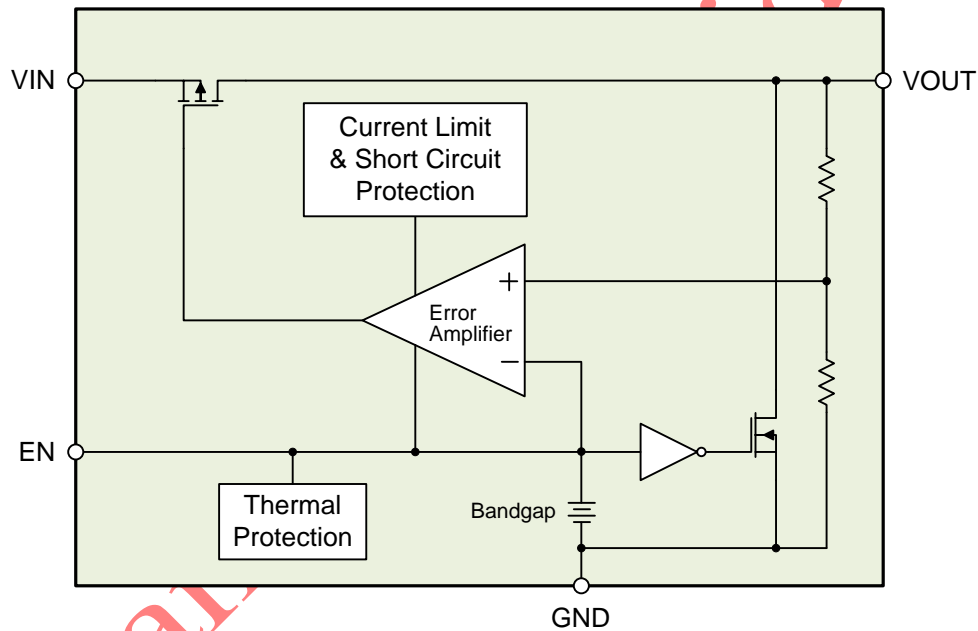 VIN
VOUT
Current Limit
& Short Circuit
Protection
+
Error
Amplifier
−
EN
Thermal
Protection
Bandgap
GND